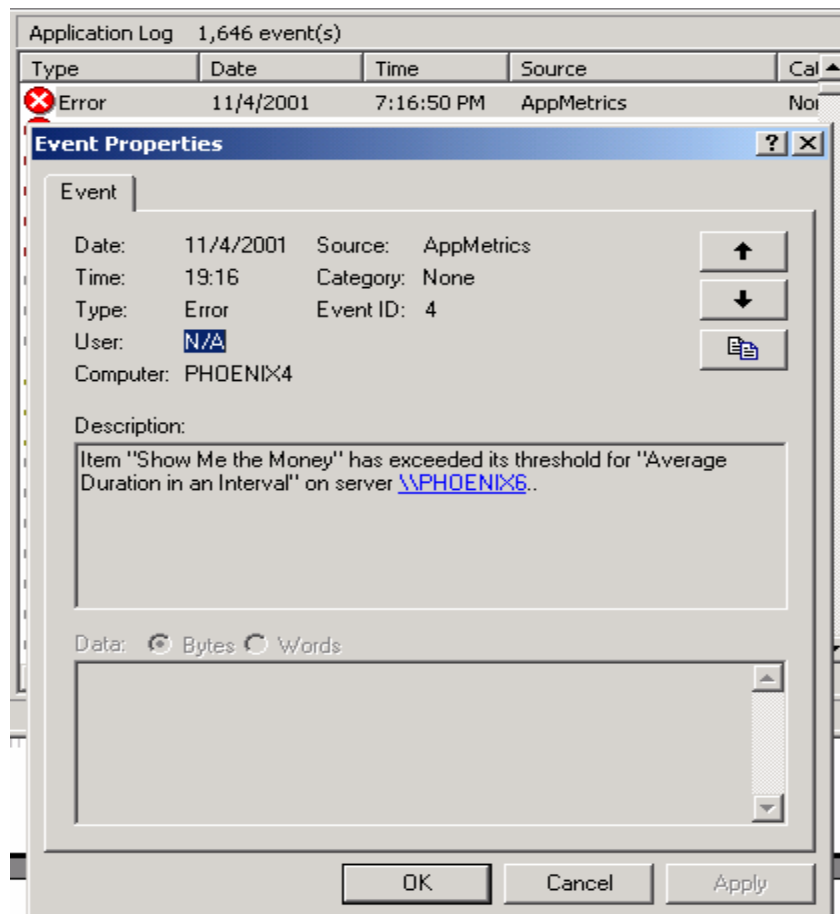 Application Log 1,646 event(s)
Type Date Time Source Cat
Error 11/4/2001 7:16:50 PM AppMetrics
Event Properties
Event
Date: 11/4/2001 Source: AppMetrics
Time: 19:16 Category: None
Type: Error Event ID: 4
User: N/A
Computer: PHOENIX4
Description:
Item "Show Me the Money" has exceeded its threshold for "Average
Duration in an Interval" on server \\PHOENIX6..
Data: Bytes Words
OK Cancel Apply